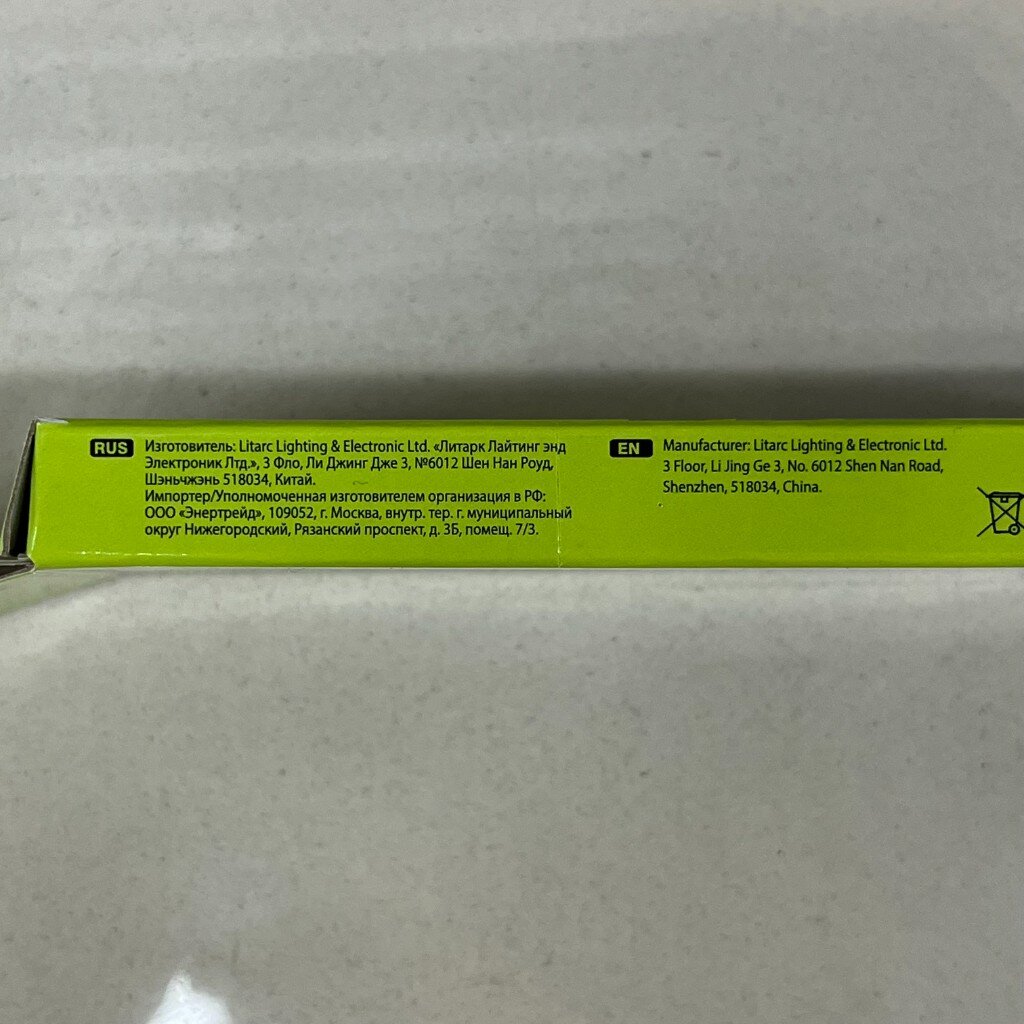 RUS
Изготовитель: Litarc Lighting & Electronic Ltd. «Литарк Лайтинг энд
Электроник Лтд.», 3 Фло, Ли Джинг Дже 3, №6012 Шен Нан Роуд,
Шэньчжэнь 518034, Китай.
Импортер/Уполномоченная изготовителем организация в РФ:
ООО «Энертрейд», 109052, г. Москва, внутр. тер. г. муниципальный
округ Нижегородский, Рязанский проспект, д. 3Б, помещ. 7/3.
EN
Manufacturer: Litarc Lighting & Electronic Ltd.
3 Floor, Li Jing Ge 3, No. 6012 Shen Nan Road,
Shenzhen, 518034, China.